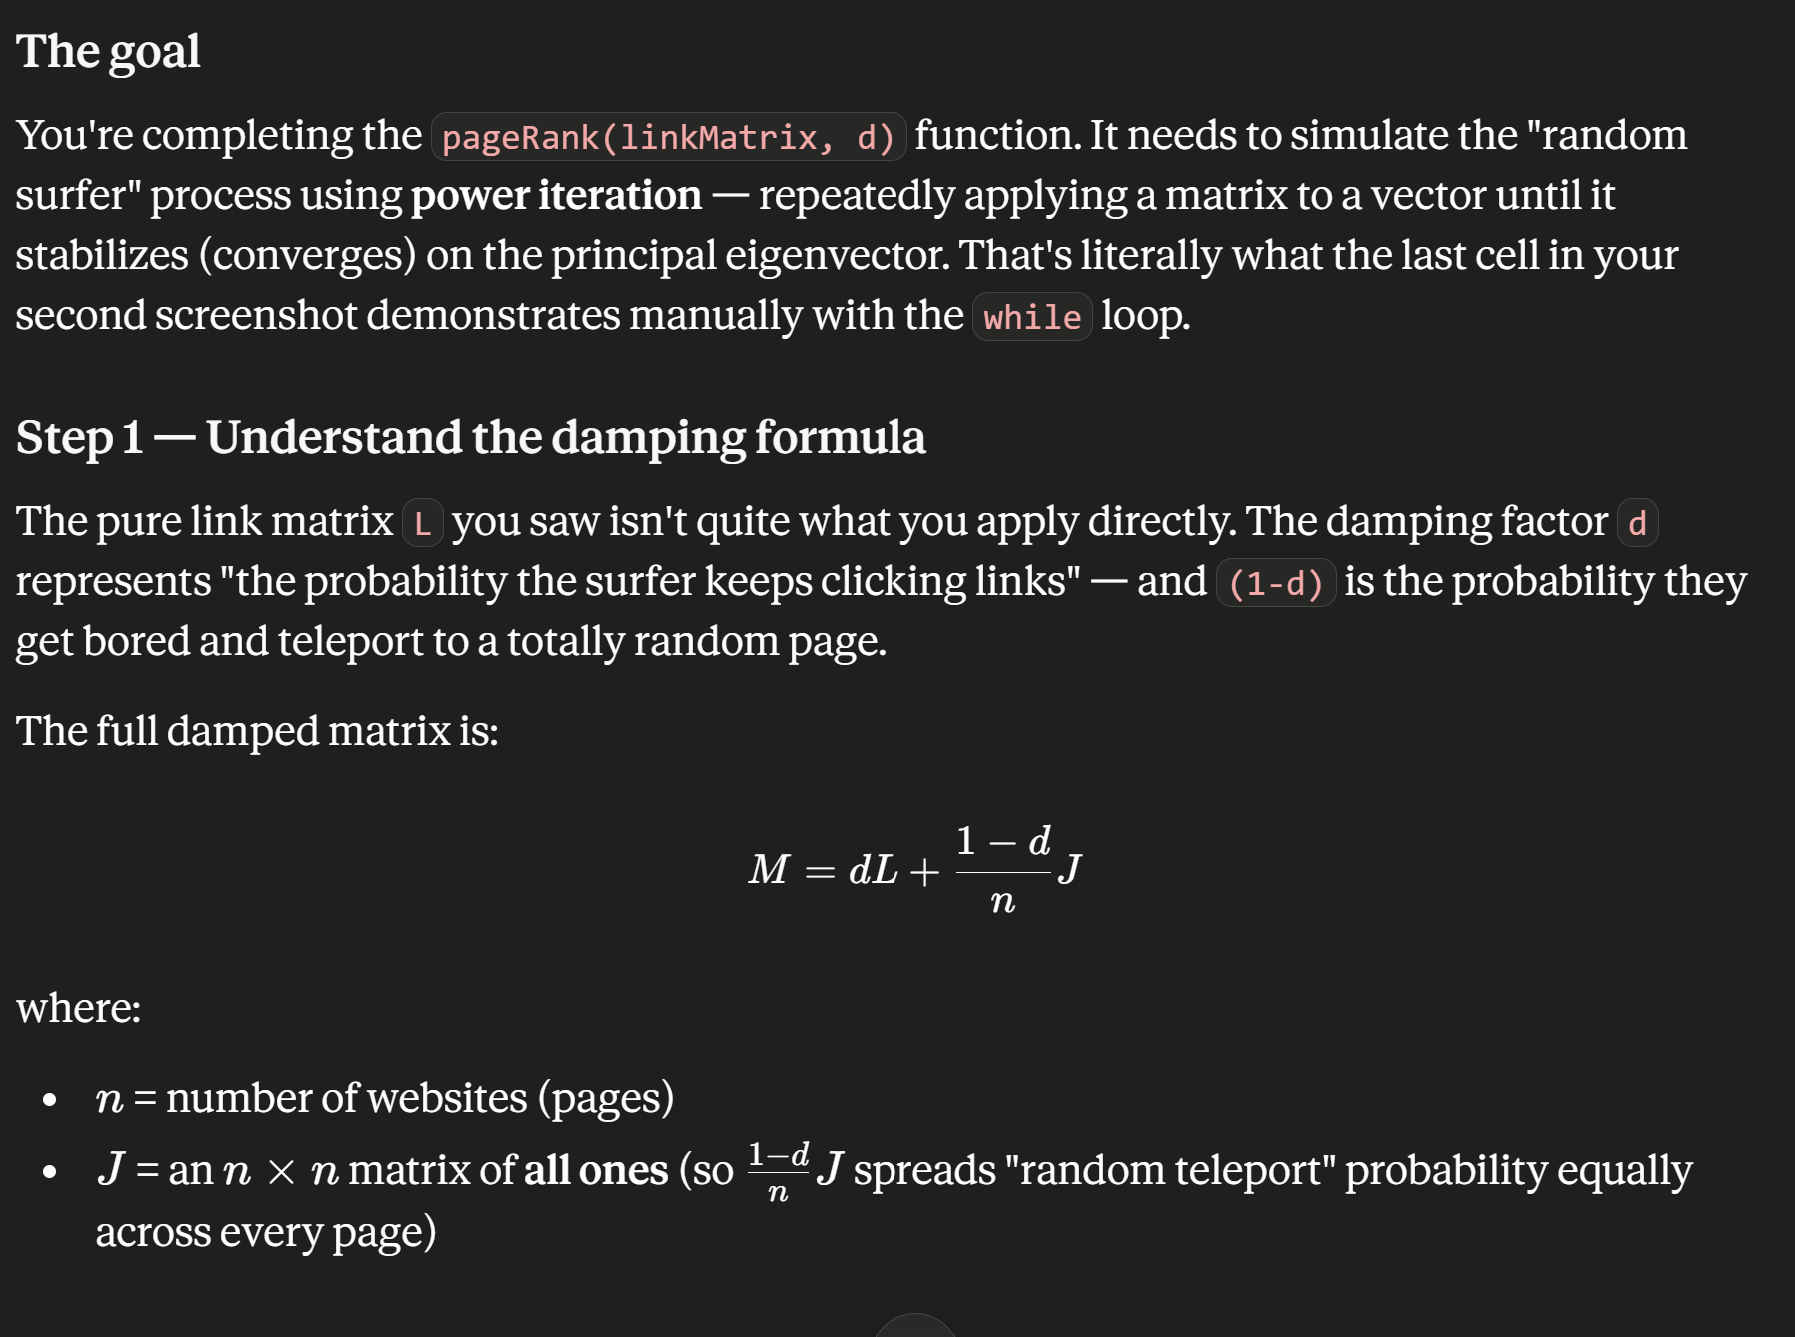 The goal
You're completing the pageRank(linkMatrix, d) function. It needs to simulate the "random
surfer" process using power iteration — repeatedly applying a matrix to a vector until it
stabilizes (converges) on the principal eigenvector. That's literally what the last cell in your
second screenshot demonstrates manually with the while loop.
Step 1 — Understand the damping formula
The pure link matrix L you saw isn't quite what you apply directly. The damping factor d
represents "the probability the surfer keeps clicking links" — and (1-d) is the probability they
get bored and teleport to a totally random page.
The full damped matrix is:
M = dL + \frac{1 - d}{n} J
where:
• n = number of websites (pages)
• J = an n × n matrix of all ones (so \frac{1-d}{n} J spreads "random teleport" probability equally
across every page)